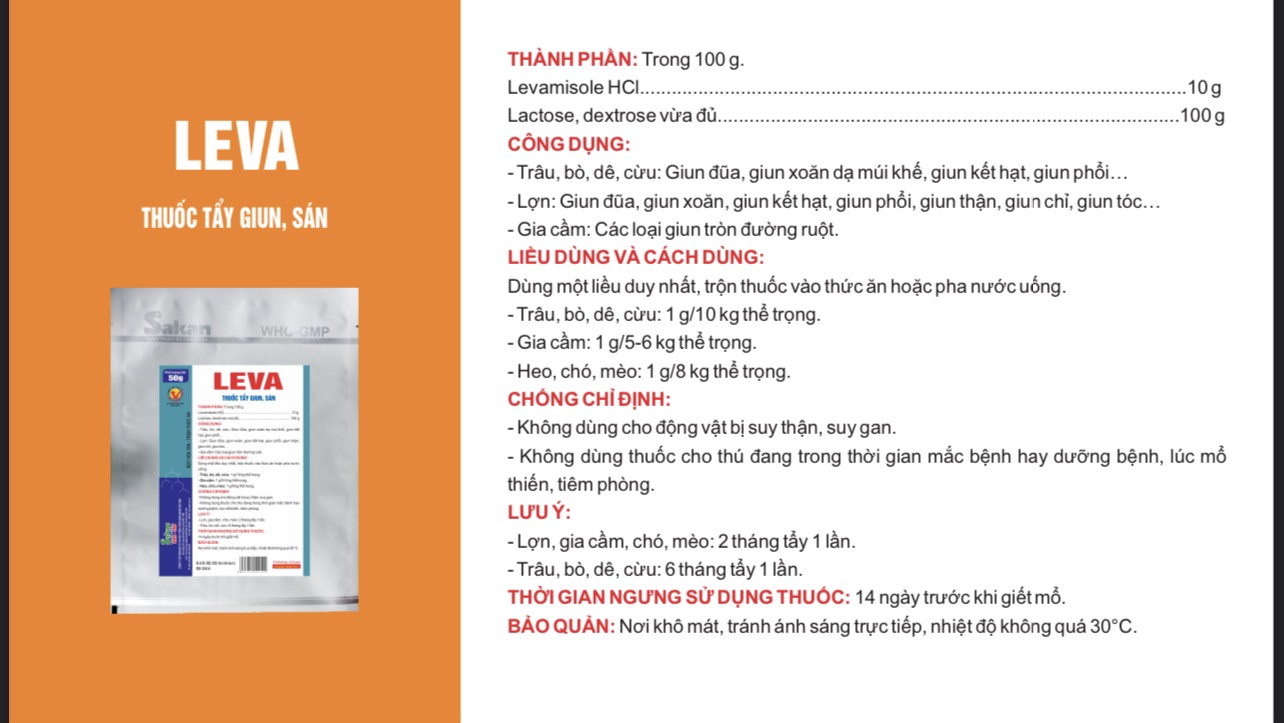 LEVA
THUỐC TẨY GIUN, SÁN
Sakan
WHO-GMP
50g
LEVA
THUỐC TẨY GIUN, SÁN
THÀNH PHẦN: Trong 100 g.
Levamisole HCl........................................................................................................10 g
Lactose, dextrose vừa đủ........................................................................................100 g
CÔNG DỤNG:
- Trâu, bò, dê, cừu: Giun đũa, giun xoăn dạ múi khế, giun kết hạt, giun phổi…
- Lợn: Giun đũa, giun xoăn, giun kết hạt, giun phổi, giun thận, giun chỉ, giun tóc…
- Gia cầm: Các loại giun tròn đường ruột.
LIỀU DÙNG VÀ CÁCH DÙNG:
Dùng một liều duy nhất, trộn thuốc vào thức ăn hoặc pha nước uống.
- Trâu, bò, dê, cừu: 1 g/10 kg thể trọng.
- Gia cầm: 1 g/5-6 kg thể trọng.
- Heo, chó, mèo: 1 g/8 kg thể trọng.
CHỐNG CHỈ ĐỊNH:
- Không dùng cho động vật bị suy thận, suy gan.
- Không dùng thuốc cho thú đang trong thời gian mắc bệnh hay dưỡng bệnh, lúc mổ
thiến, tiêm phòng.
LƯU Ý:
- Lợn, gia cầm, chó, mèo: 2 tháng tẩy 1 lần.
- Trâu, bò, dê, cừu: 6 tháng tẩy 1 lần.
THỜI GIAN NGƯNG SỬ DỤNG THUỐC: 14 ngày trước khi giết mổ.
BẢO QUẢN: Nơi khô mát, tránh ánh sáng trực tiếp, nhiệt độ không quá 30°C.